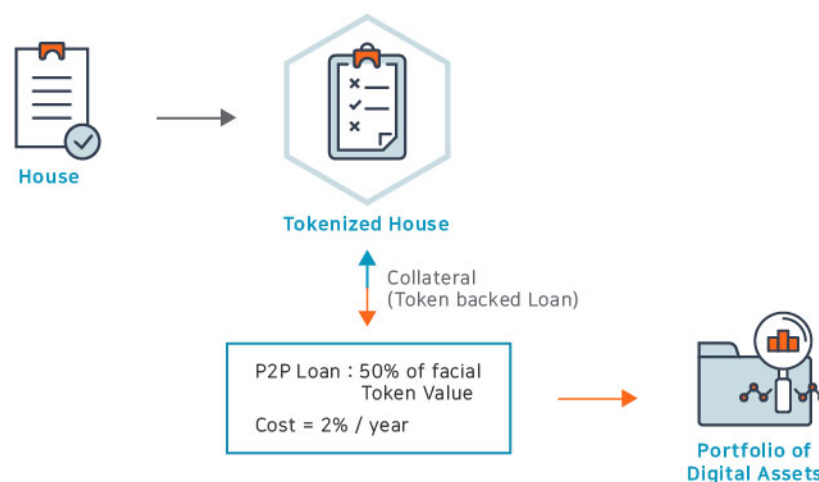 House
Tokenized House
Collateral
(Token backed Loan)
P2P Loan : 50% of facial
Token Value
Cost = 2% / year
Portfolio of
Digital Assets